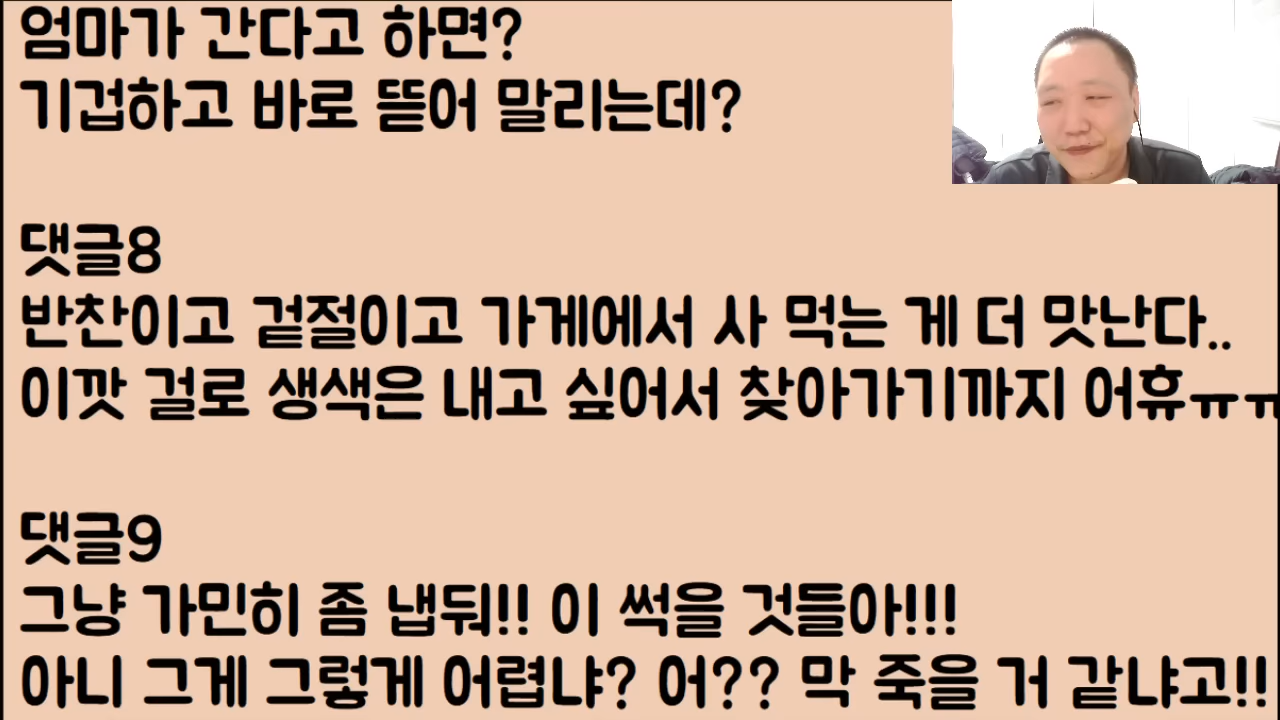 엄마가 간다고 하면?
기겁하고 바로 뜯어 말리는데?
댓글8
반찬이고 겉절이고 가게에서 사 먹는 게 더 맛난다..
이깟 걸로 생색은 내고 싶어서 찾아가기까지 어휴ㅠㅠ
댓글9
그냥 가민히 좀 냅둬!! 이 썩을 것들아!!!
아니 그게 그렇게 어렵냐? 어?? 막 죽을 거 같냐고!!